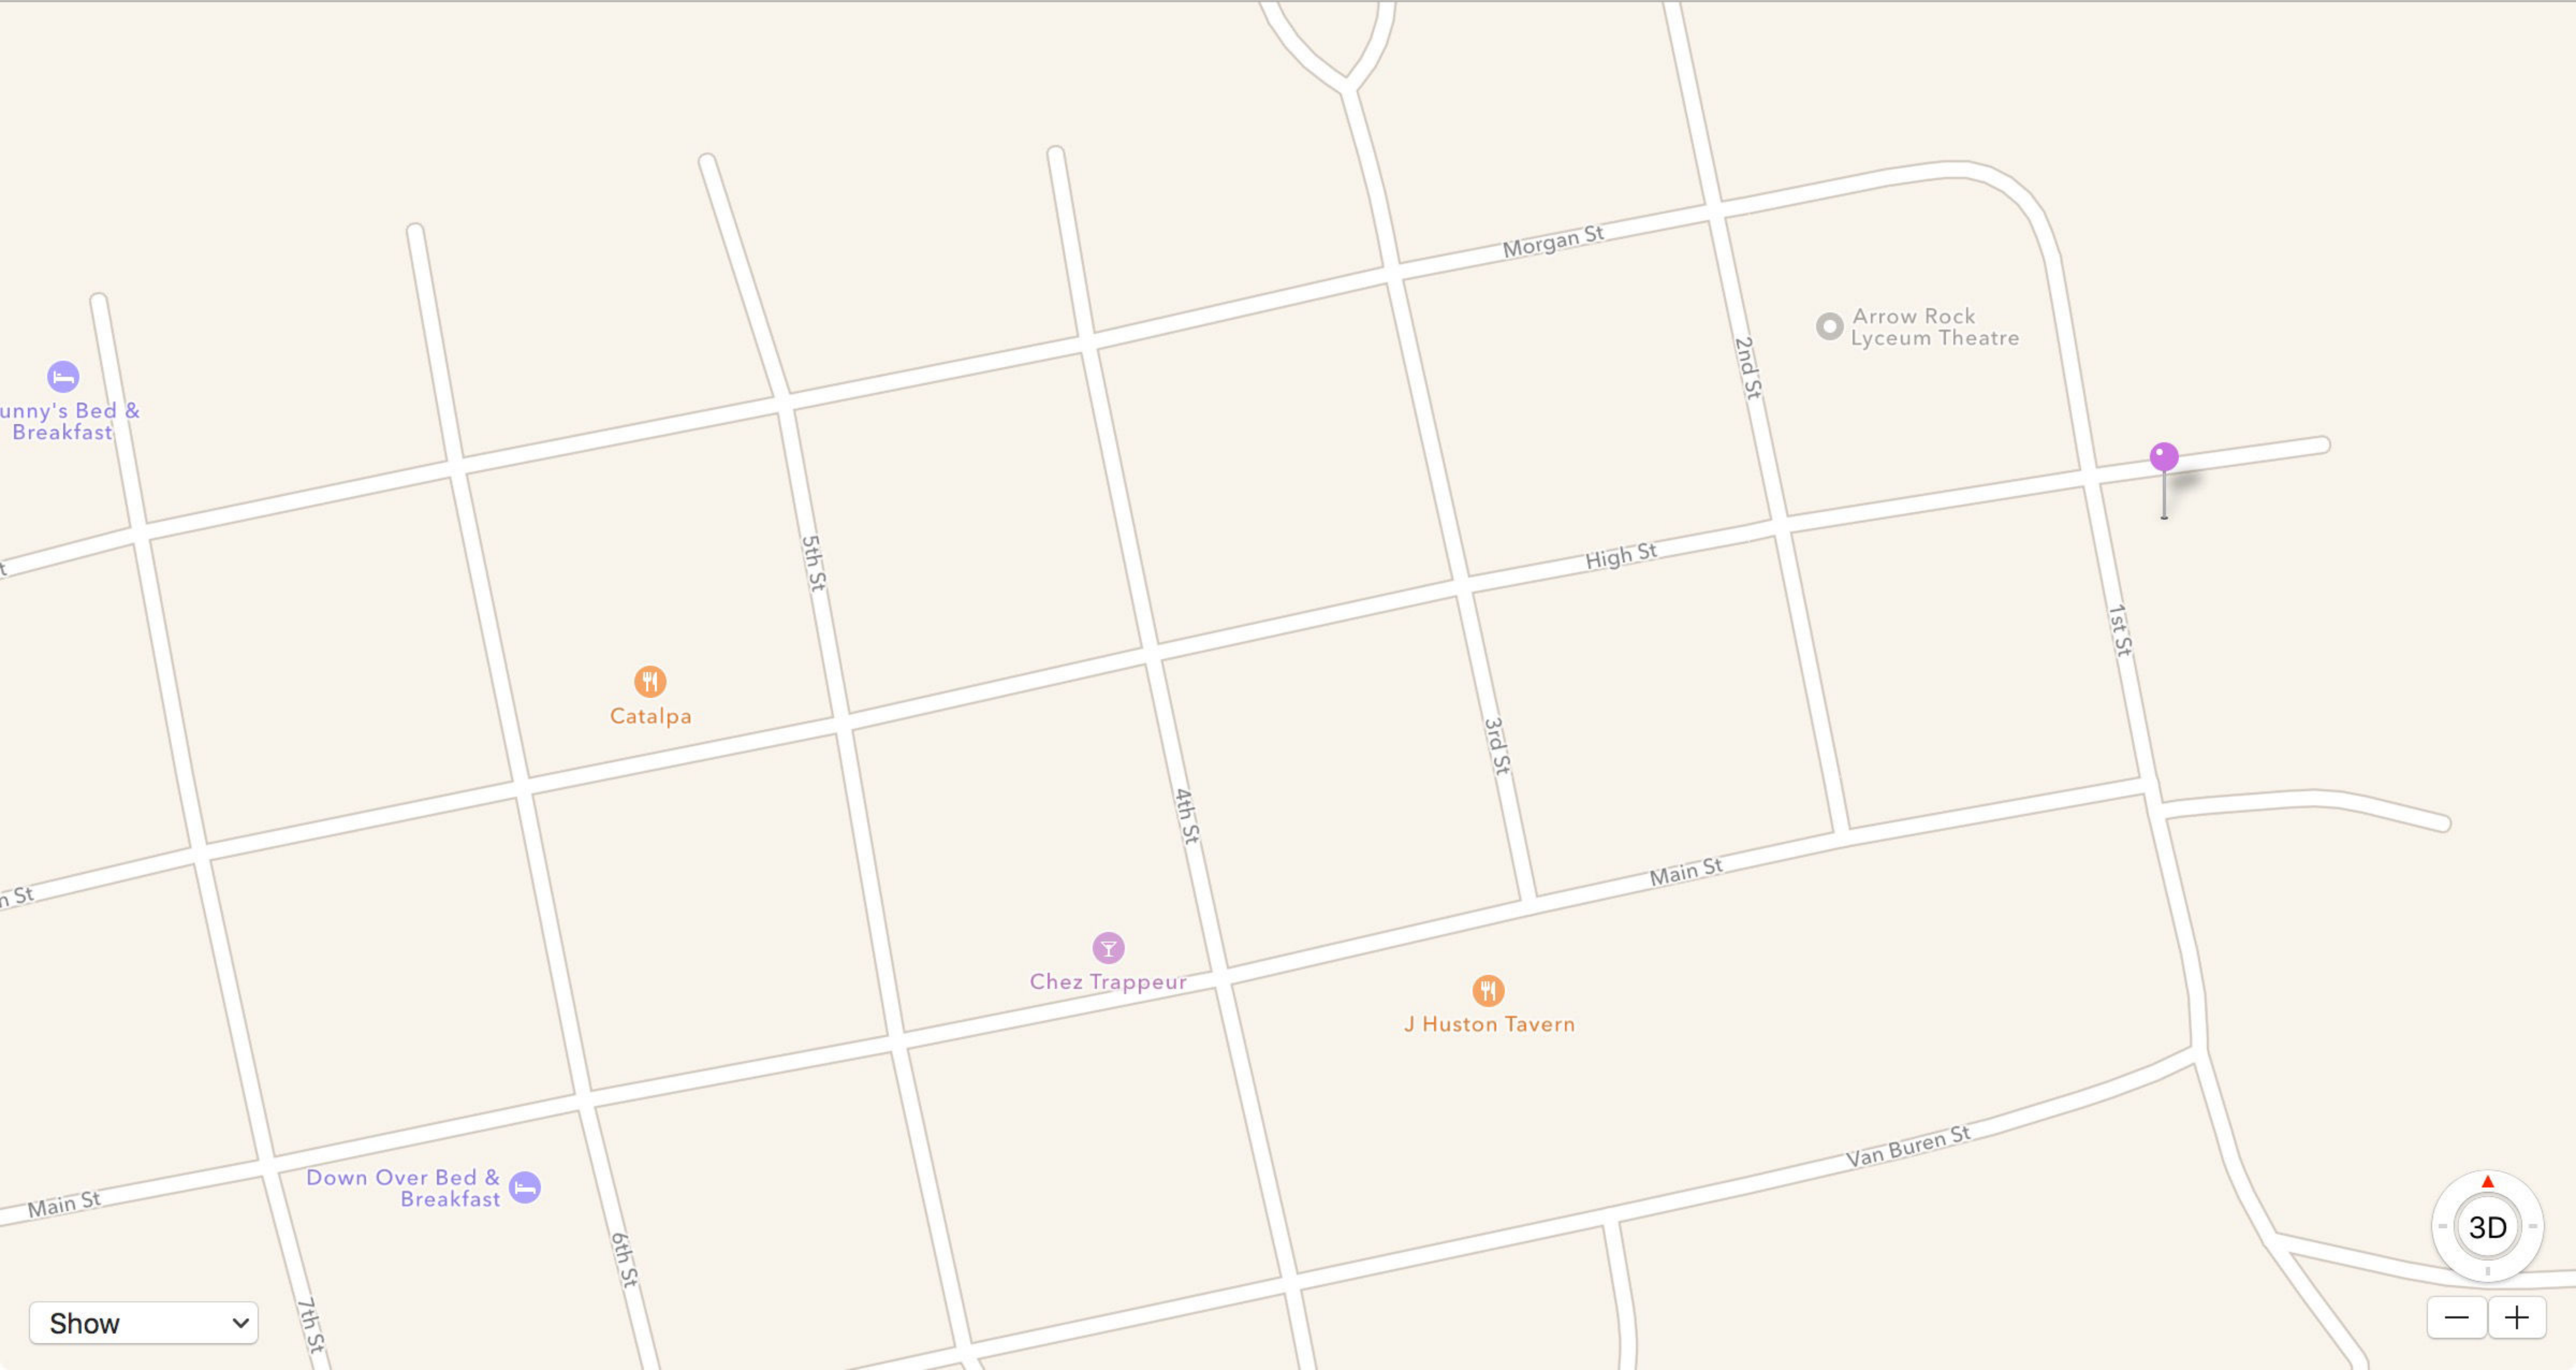 Morgan St
Arrow Rock
Lyceum Theatre
2nd St
unny's Bed &
Breakfast
5th St
High St
1st St
Catalpa
3rd St
4th St
Main St
n St
Chez Trappeur
J Huston Tavern
Van Buren St
Down Over Bed &
Breakfast
Main St
6th St
7th St
3D
Show